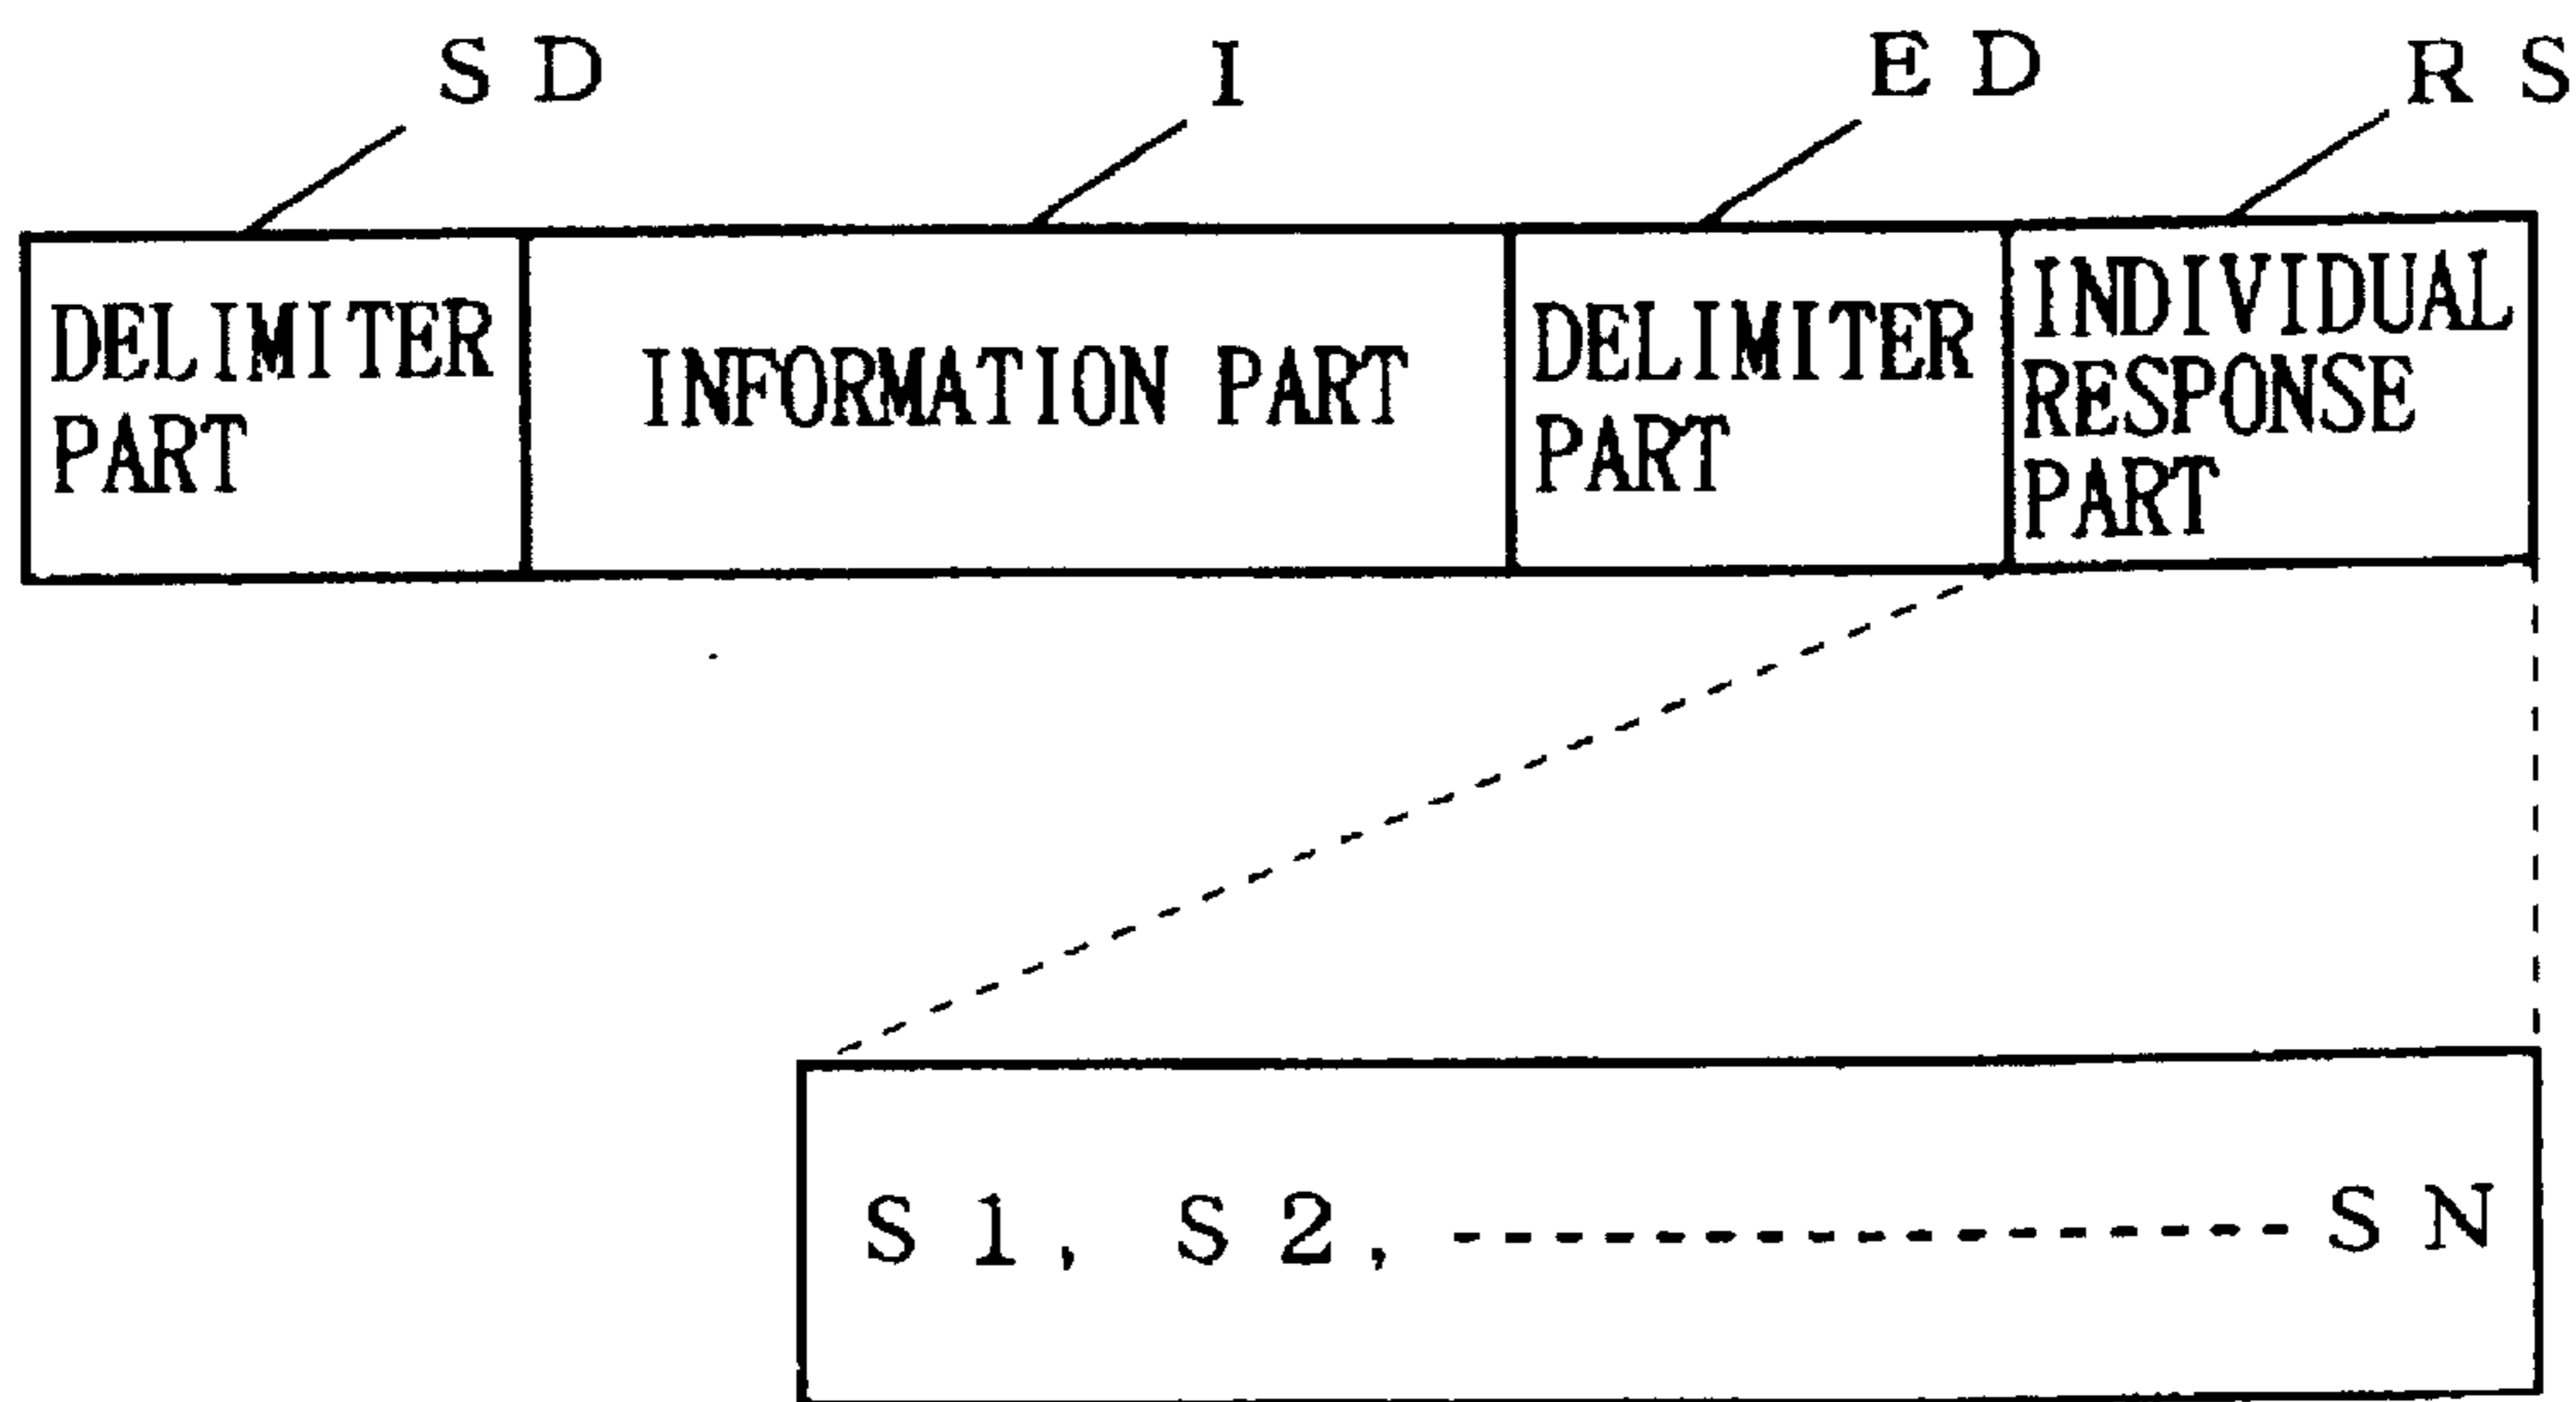 SD I ED RS
DELIMITER
PART
INFORMATION PART
DELIMITER
PART
INDIVIDUAL
RESPONSE
PART
S1, S2, ----------------- SN